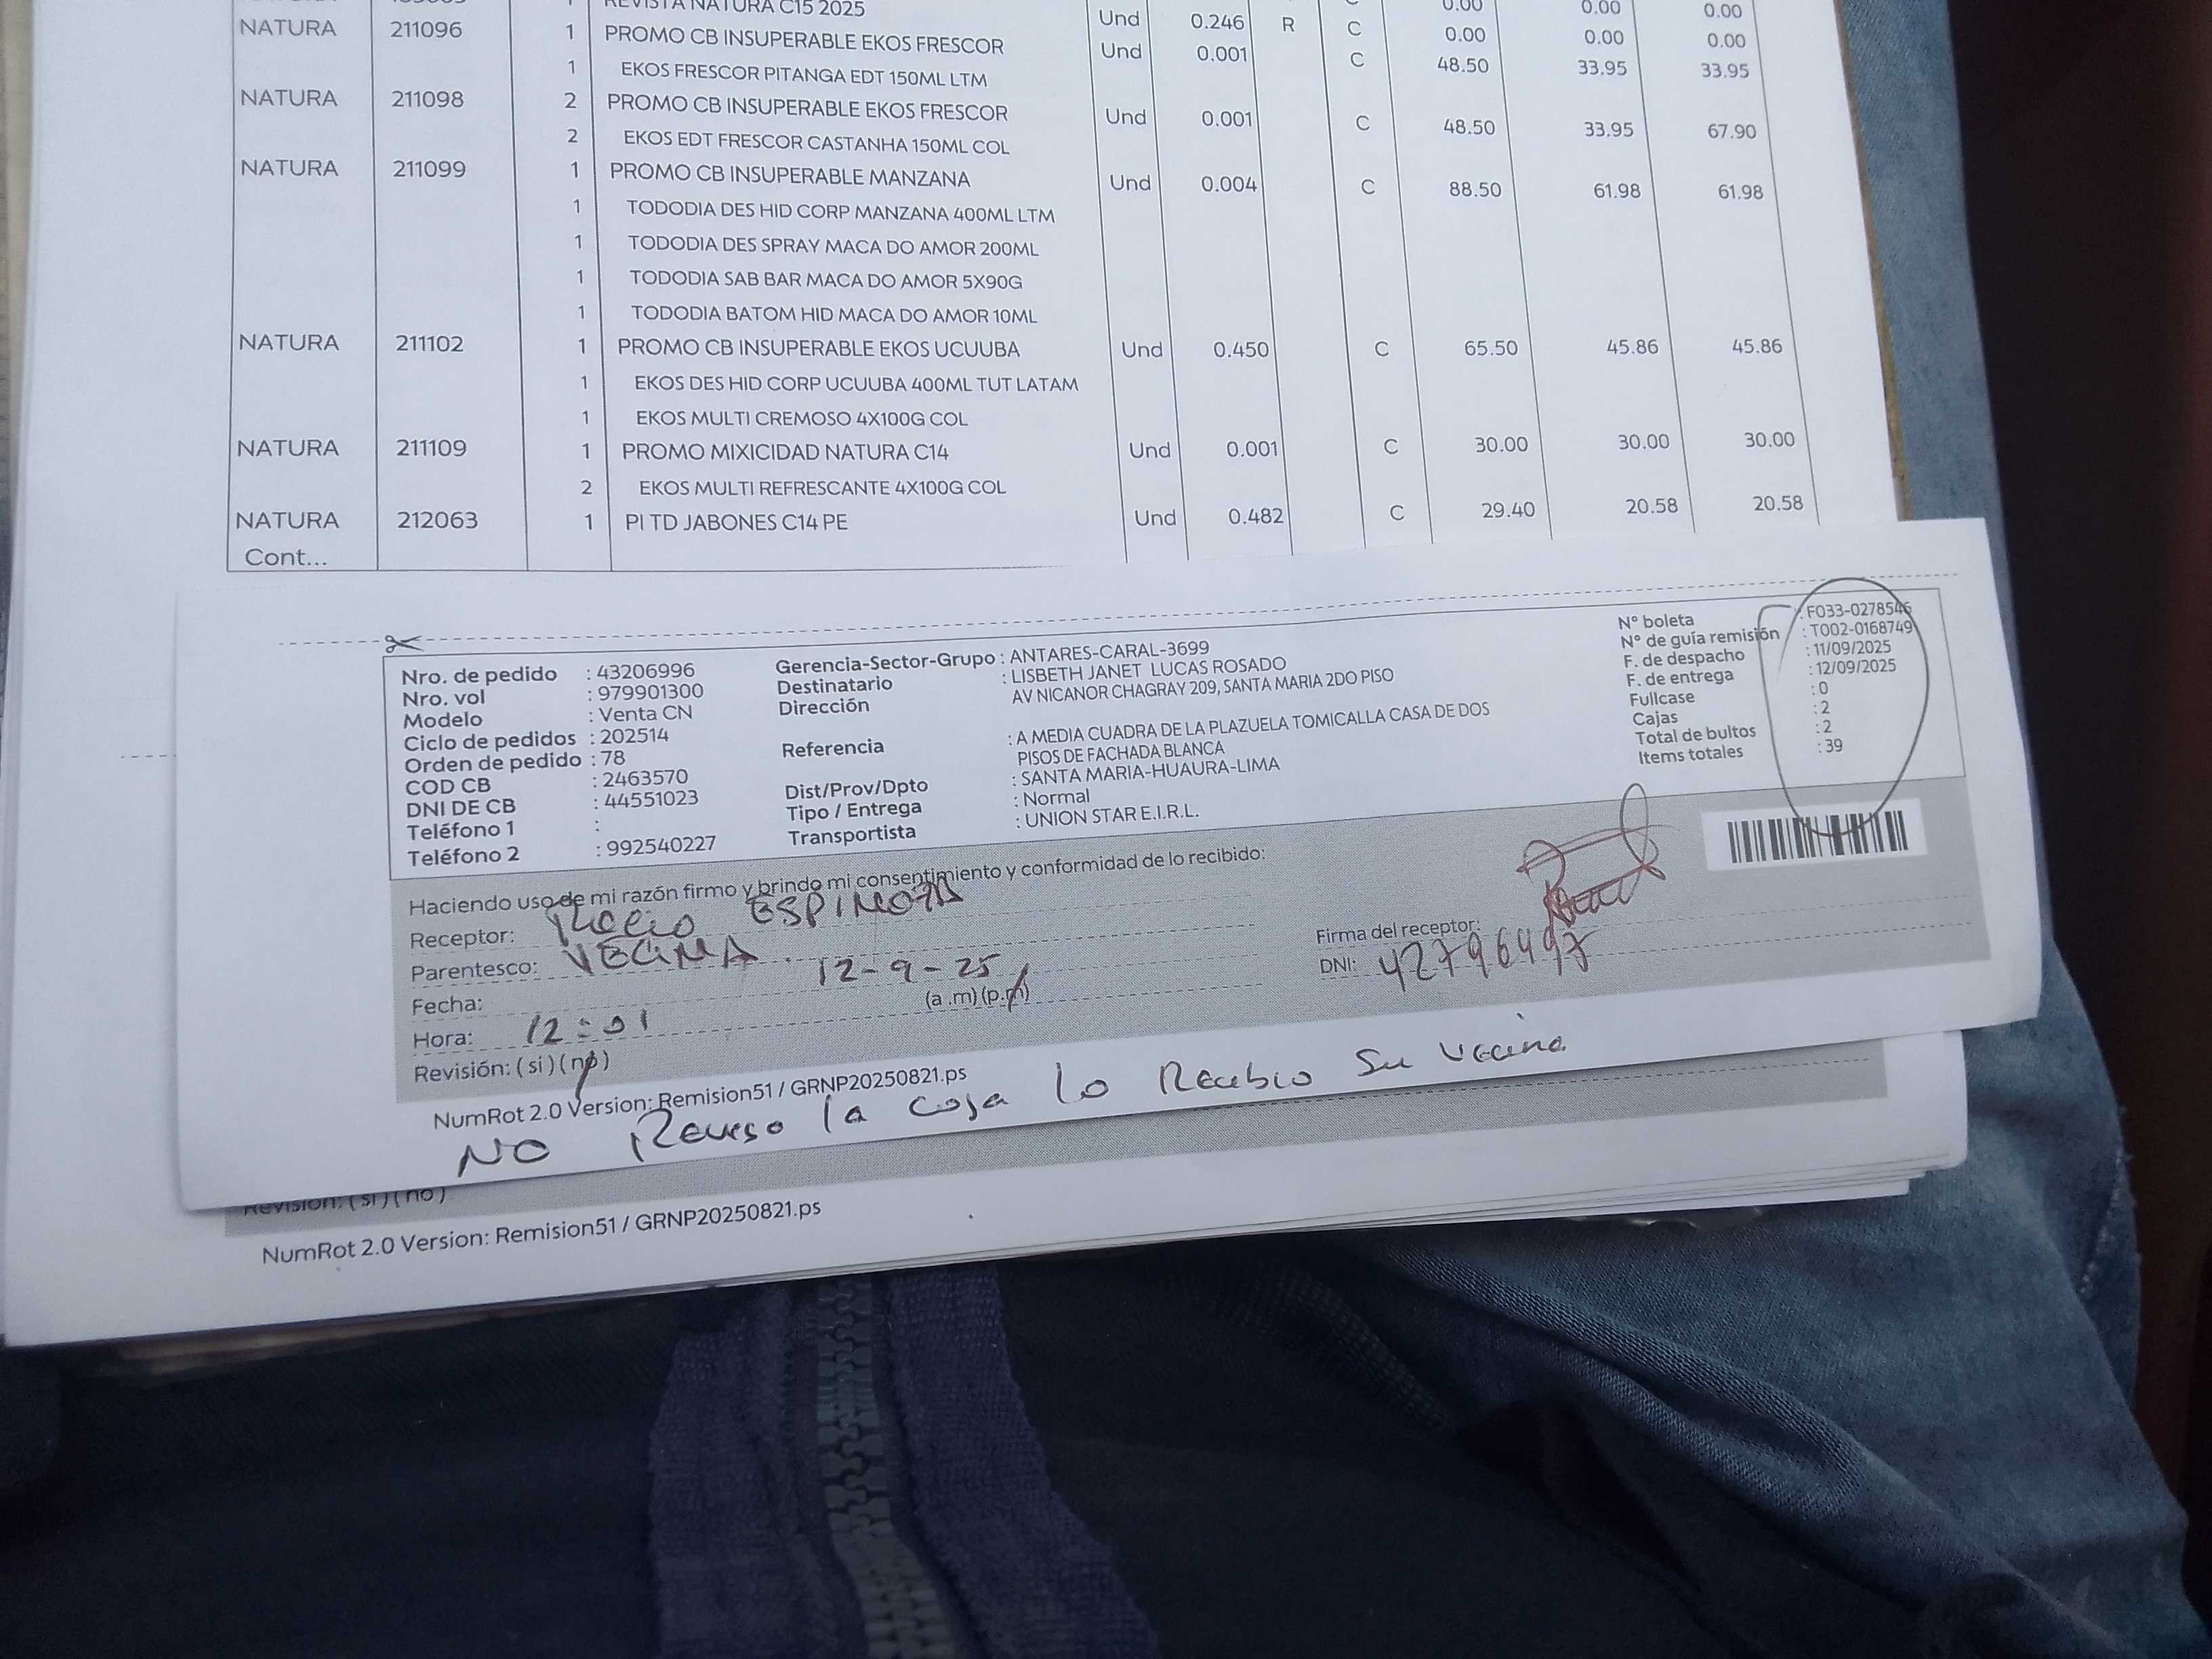 REVISTA NATURA C15 2025 0.00 0.00 0.00
NATURA 211096 1 PROMO CB INSUPERABLE EKOS FRESCOR Und 0.246 R C 0.00 0.00 0.00
1 EKOS FRESCOR PITANGA EDT 150ML LTM Und 0.001 C 48.50 33.95 33.95
NATURA 211098 2 PROMO CB INSUPERABLE EKOS FRESCOR Und 0.001 C 48.50 33.95 67.90
2 EKOS EDT FRESCOR CASTANHA 150ML COL
NATURA 211099 1 PROMO CB INSUPERABLE MANZANA Und 0.004 C 88.50 61.98 61.98
1 TODODIA DES HID CORP MANZANA 400ML LTM
1 TODODIA DES SPRAY MACA DO AMOR 200ML
1 TODODIA SAB BAR MACA DO AMOR 5X90G
1 TODODIA BATOM HID MACA DO AMOR 10ML
NATURA 211102 1 PROMO CB INSUPERABLE EKOS UCUUBA Und 0.450 C 65.50 45.86 45.86
1 EKOS DES HID CORP UCUUBA 400ML TUT LATAM
1 EKOS MULTI CREMOSO 4X100G COL
NATURA 211109 1 PROMO MIXICIDAD NATURA C14 Und 0.001 C 30.00 30.00 30.00
2 EKOS MULTI REFRESCANTE 4X100G COL
NATURA 212063 1 PI TD JABONES C14 PE Und 0.482 C 29.40 20.58 20.58
Cont...
Nro. de pedido : 43206996
Nro. vol : 979901300
Modelo : Venta CN
Ciclo de pedidos : 202514
Orden de pedido : 78
COD CB : 2463570
DNI DE CB : 44551023
Teléfono 1 :
Teléfono 2 : 992540227
Gerencia-Sector-Grupo : ANTARES-CARAL-3699
Destinatario : LISBETH JANET LUCAS ROSADO
Dirección AV NICANOR CHAGRAY 209, SANTA MARIA 2DO PISO
Referencia : A MEDIA CUADRA DE LA PLAZUELA TOMICALLA CASA DE DOS
PISOS DE FACHADA BLANCA
Dist/Prov/Dpto : SANTA MARIA-HUAURA-LIMA
Tipo / Entrega : Normal
Transportista : UNION STAR E.I.R.L.
N° boleta : F033-0278546
N° de guía remisión : T002-0168749
F. de despacho : 11/09/2025
F. de entrega : 12/09/2025
Fullcase : 0
Cajas : 2
Total de bultos : 2
Items totales : 39
Haciendo uso de mi razón firmo y brindo mi consentimiento y conformidad de lo recibido:
Receptor: Rocio ESPINOZA
Parentesco: VECINA
Fecha: 12-9-25
Hora: 12:01 (a.m)(p.m)
Revisión: (si)(no)
Firma del receptor:
DNI: 42796497
NumRot 2.0 Version: Remision51 / GRNP20250821.ps
NO Reviso la caja lo Recibio Su Vecina
Revisión: (si)(no)
NumRot 2.0 Version: Remision51 / GRNP20250821.ps